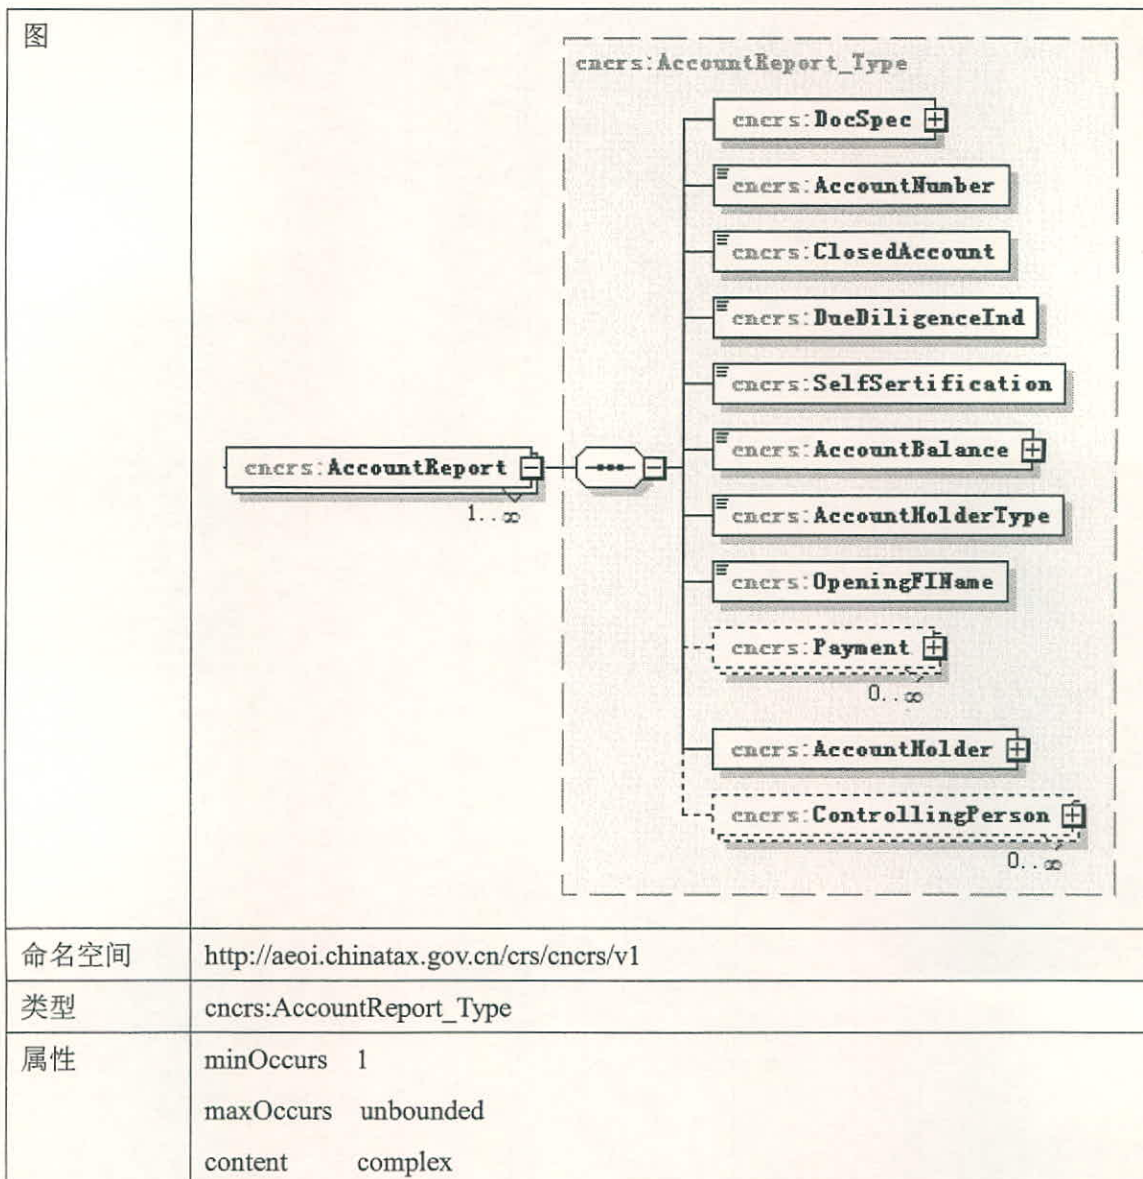 图
cncrs:AccountReport_Type
cncrs:DocSpec
cncrs:AccountNumber
cncrs:ClosedAccount
cncrs:DueDiligenceInd
cncrs:SelfSertification
cncrs:AccountReport
1..∞
cncrs:AccountBalance
cncrs:AccountHolderType
cncrs:OpeningFIName
cncrs:Payment
0..∞
cncrs:AccountHolder
cncrs:ControllingPerson
0..∞
命名空间 http://aeoi.chinatax.gov.cn/crs/cncrs/v1
类型 cncrs:AccountReport_Type
属性 minOccurs 1
maxOccurs unbounded
content complex